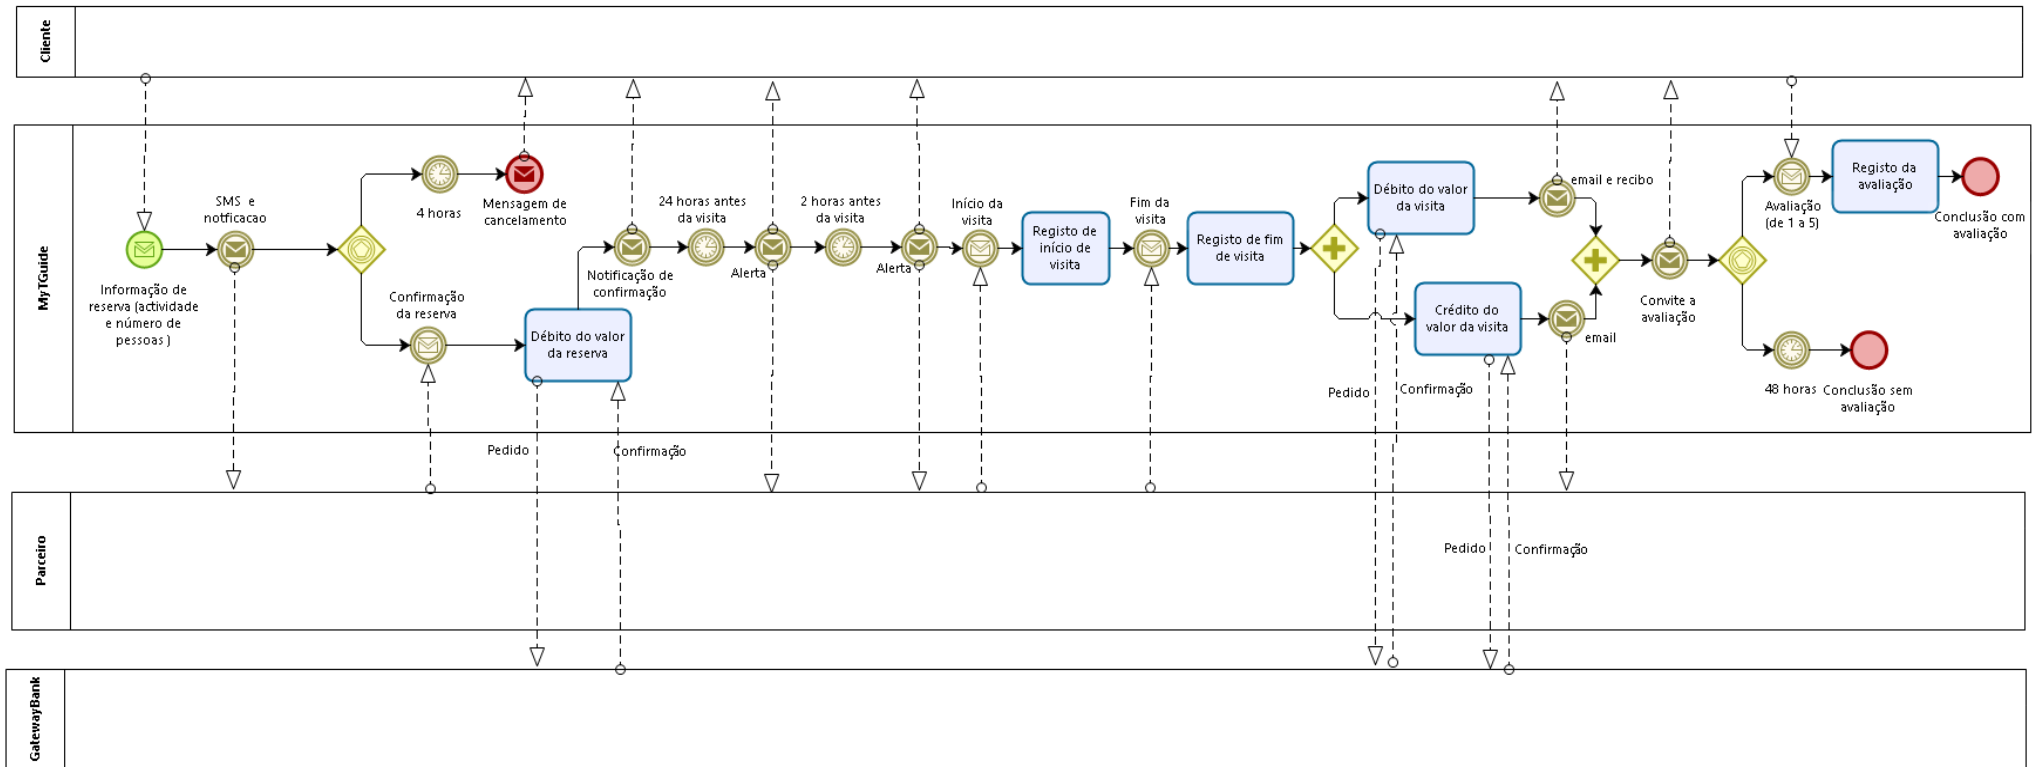 Cliente
MyTGuide
SMS e
notficacao
4 horas
Mensagem de
cancelamento
24 horas antes
da visita
2 horas antes
da visita
Início da
visita
Fim da
visita
Débito do valor
da visita
email e recibo
Registo da
avaliação
Avaliação
(de 1 a 5)
Conclusão com
avaliação
Informação de
reserva (actividade
e número de
pessoas )
Confirmação
da reserva
Débito do valor
da reserva
Notificação de
confirmação
Alerta
Alerta
Registo de
início de
visita
Registo de fim
de visita
Crédito do
valor da visita
email
Convite a
avaliação
48 horas
Conclusão sem
avaliação
Pedido
Confirmação
Pedido
Confirmação
Parceiro
Pedido
Confirmação
GatewayBank